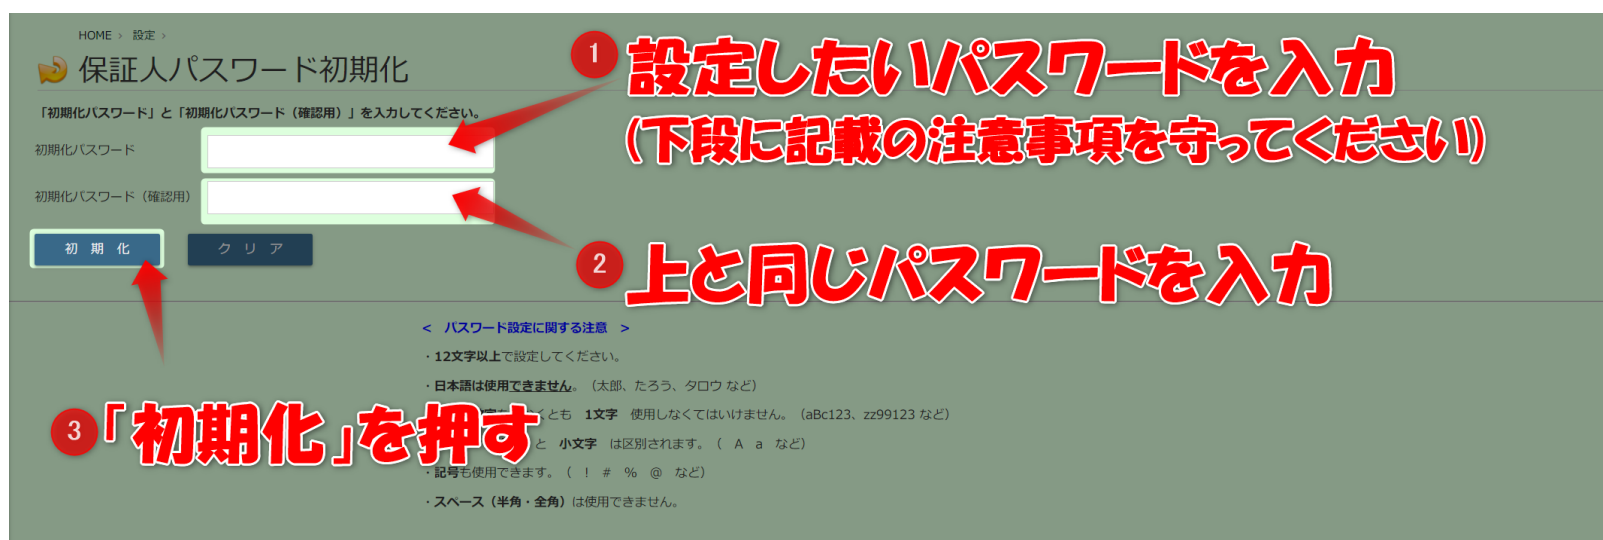 HOME › 設定 ›
保証人パスワード初期化
「初期化パスワード」と「初期化パスワード（確認用）」を入力してください。
初期化パスワード
初期化パスワード（確認用）
初 期 化
ク リ ア
1 設定したいパスワードを入力
(下段に記載の注意事項を守ってください)
2 上と同じパスワードを入力
3 「初期化」を押す
< パスワード設定に関する注意 >
・12文字以上で設定してください。
・日本語は使用できません。（太郎、たろう、タロウ など）
くとも 1文字 使用しなくてはいけません。（aBc123、zz99123 など）
と 小文字 は区別されます。（ A a など）
・記号も使用できます。（ ! # % @ など）
・スペース（半角・全角）は使用できません。